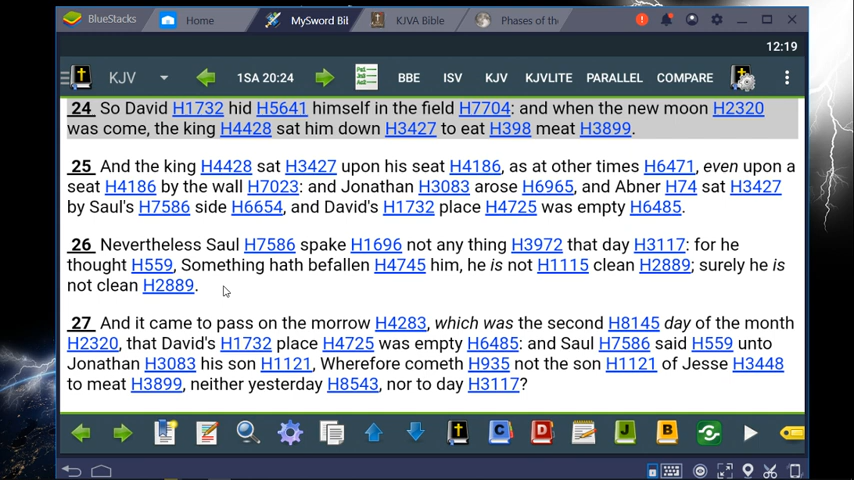 BlueStacks Home MySword Bil KJVA Bible Phases of the
12:19
KJV 1SA 20:24 BBE ISV KJV KJVLITE PARALLEL COMPARE
24 So David H1732 hid H5641 himself in the field H7704: and when the new moon H2320
was come, the king H4428 sat him down H3427 to eat H398 meat H3899.
25 And the king H4428 sat H3427 upon his seat H4186, as at other times H6471, even upon a
seat H4186 by the wall H7023: and Jonathan H3083 arose H6965, and Abner H74 sat H3427
by Saul's H7586 side H6654, and David's H1732 place H4725 was empty H6485.
26 Nevertheless Saul H7586 spake H1696 not any thing H3972 that day H3117: for he
thought H559, Something hath befallen H4745 him, he is not H1115 clean H2889; surely he is
not clean H2889.
27 And it came to pass on the morrow H4283, which was the second H8145 day of the month
H2320, that David's H1732 place H4725 was empty H6485: and Saul H7586 said H559 unto
Jonathan H3083 his son H1121, Wherefore cometh H935 not the son H1121 of Jesse H3448
to meat H3899, neither yesterday H8543, nor to day H3117?
C D J B